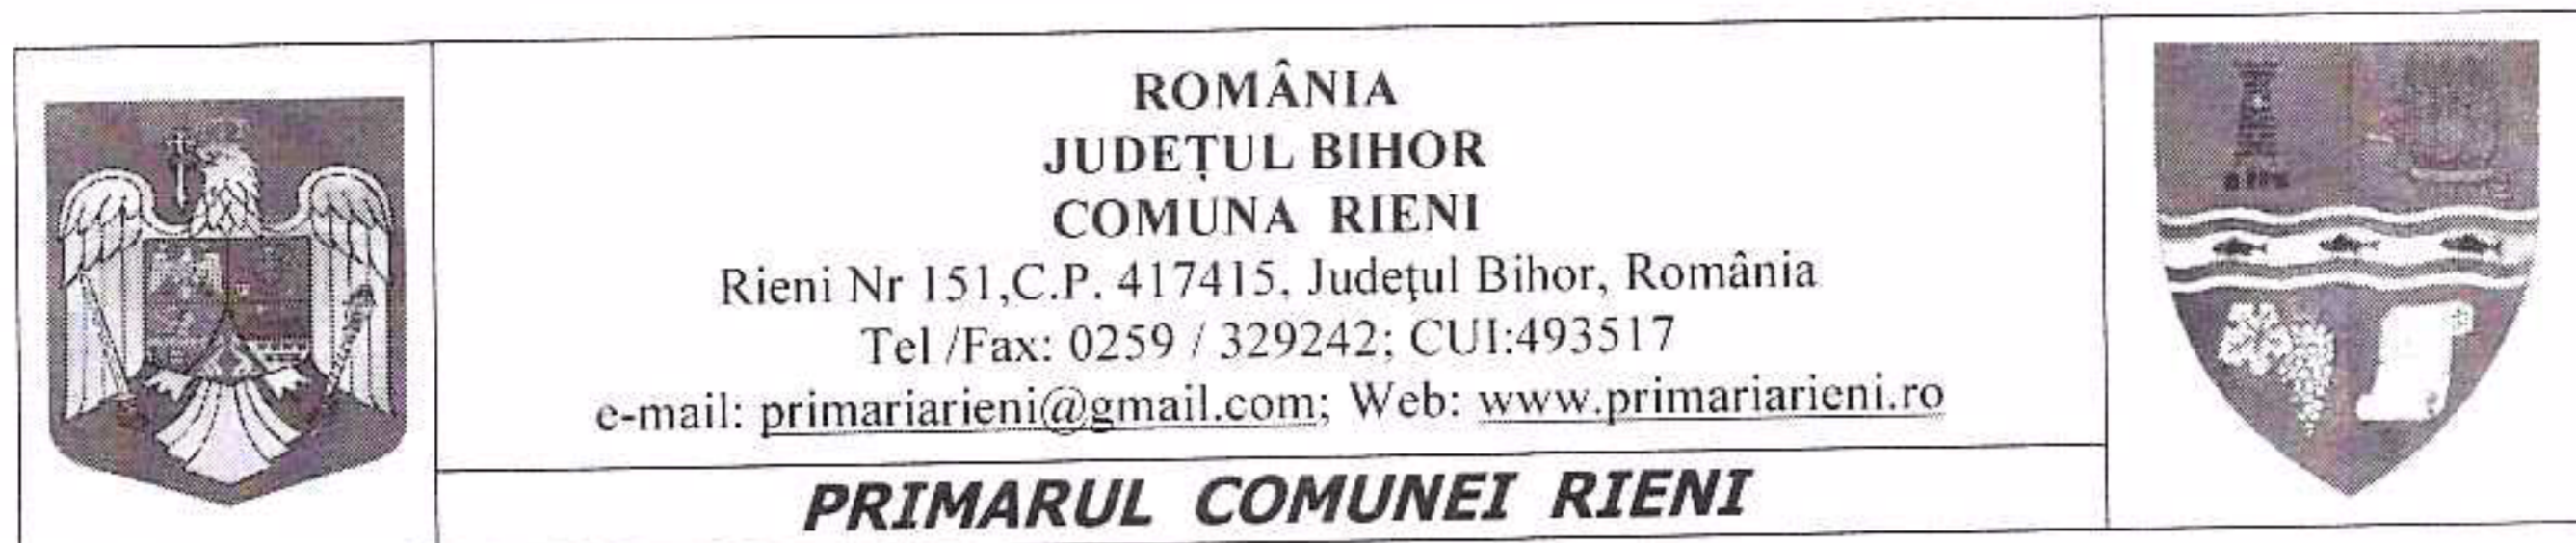 ROMÂNIA
JUDEȚUL BIHOR
COMUNA RIENI
Rieni Nr 151,C.P. 417415, Județul Bihor, România
Tel /Fax: 0259 / 329242; CUI:493517
e-mail: primariarieni@gmail.com; Web: www.primariarieni.ro
PRIMARUL COMUNEI RIENI